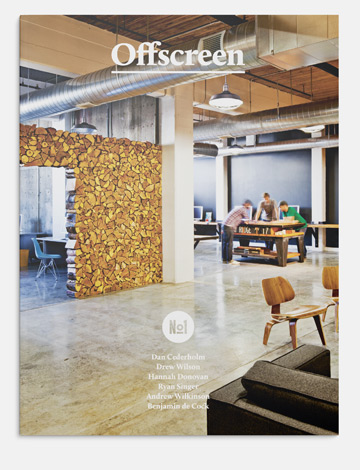 Offscreen
No1
Dan Cederholm
Drew Wilson
Hannah Donovan
Ryan Singer
Andrew Wilkinson
Benjamin de Cock